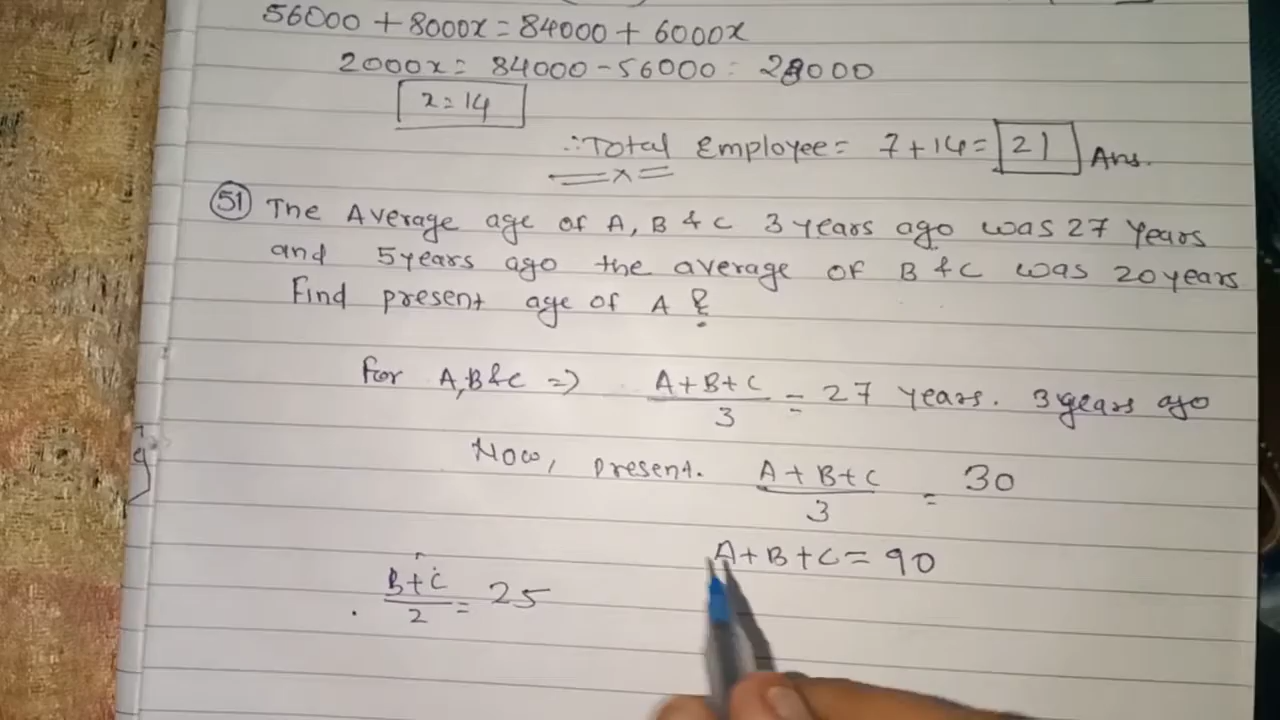 56000 + 8000x = 84000 + 6000x
2000x = 84000 - 56000 = 28000
x = 14
∴ Total Employee = 7 + 14 = 21 Ans.
51 The Average age of A, B & C 3 years ago was 27 Years
and 5 years ago the average of B & C was 20 years
Find present age of A ?
For A, B & C => A+B+C/3 = 27 years. 3 years ago
Now, present. A+B+C/3 = 30
A+B+C = 90
B+C/2 = 25